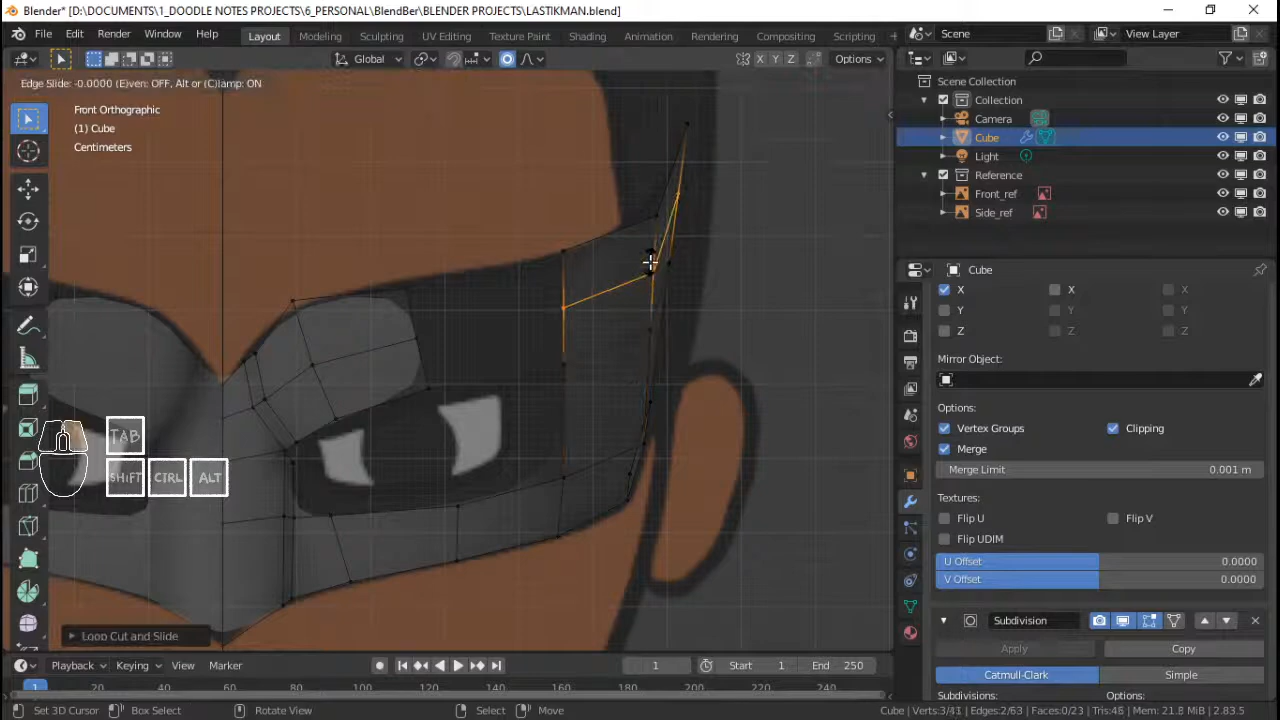 Blender* [D:\DOODLE NOTES PROJECTS\6_PERSONAL\BlendBer\BLENDER PROJECTS\LASTIKMAN.blend]
File Edit Render Window Help Layout Modeling Sculpting UV Editing Texture Paint Shading Animation Rendering Compositing Scripting Scene View Layer
Global X Y Z Options
Edge Slide: -0.0000 (E)ven: OFF, Alt or (C)lamp: ON
Front Orthographic
(1) Cube
Centimeters
Scene Collection
Collection
Camera
Cube
Light
Reference
Front_ref
Side_ref
Cube
X X X
Y Y Y
Z Z Z
Mirror Object:
Options:
Vertex Groups Clipping
Merge
Merge Limit 0.001 m
Textures:
Flip U Flip V
Flip UDIM
U Offset 0.0000
V Offset 0.0000
Subdivision
Apply Copy
Catmull-Clark Simple
Subdivisions: Options:
TAB
SHIFT CTRL ALT
Loop Cut and Slide
Playback Keying View Marker 1 Start 1 End 250
1 20 40 60 80 100 120 140 160 180 200 220 240
Set 3D Cursor Box Select Rotate View Select Move Cube | Verts:3/41 | Edges:2/63 | Faces:0/23 | Tris:46 | Mem: 21.8 MiB | 2.83.5